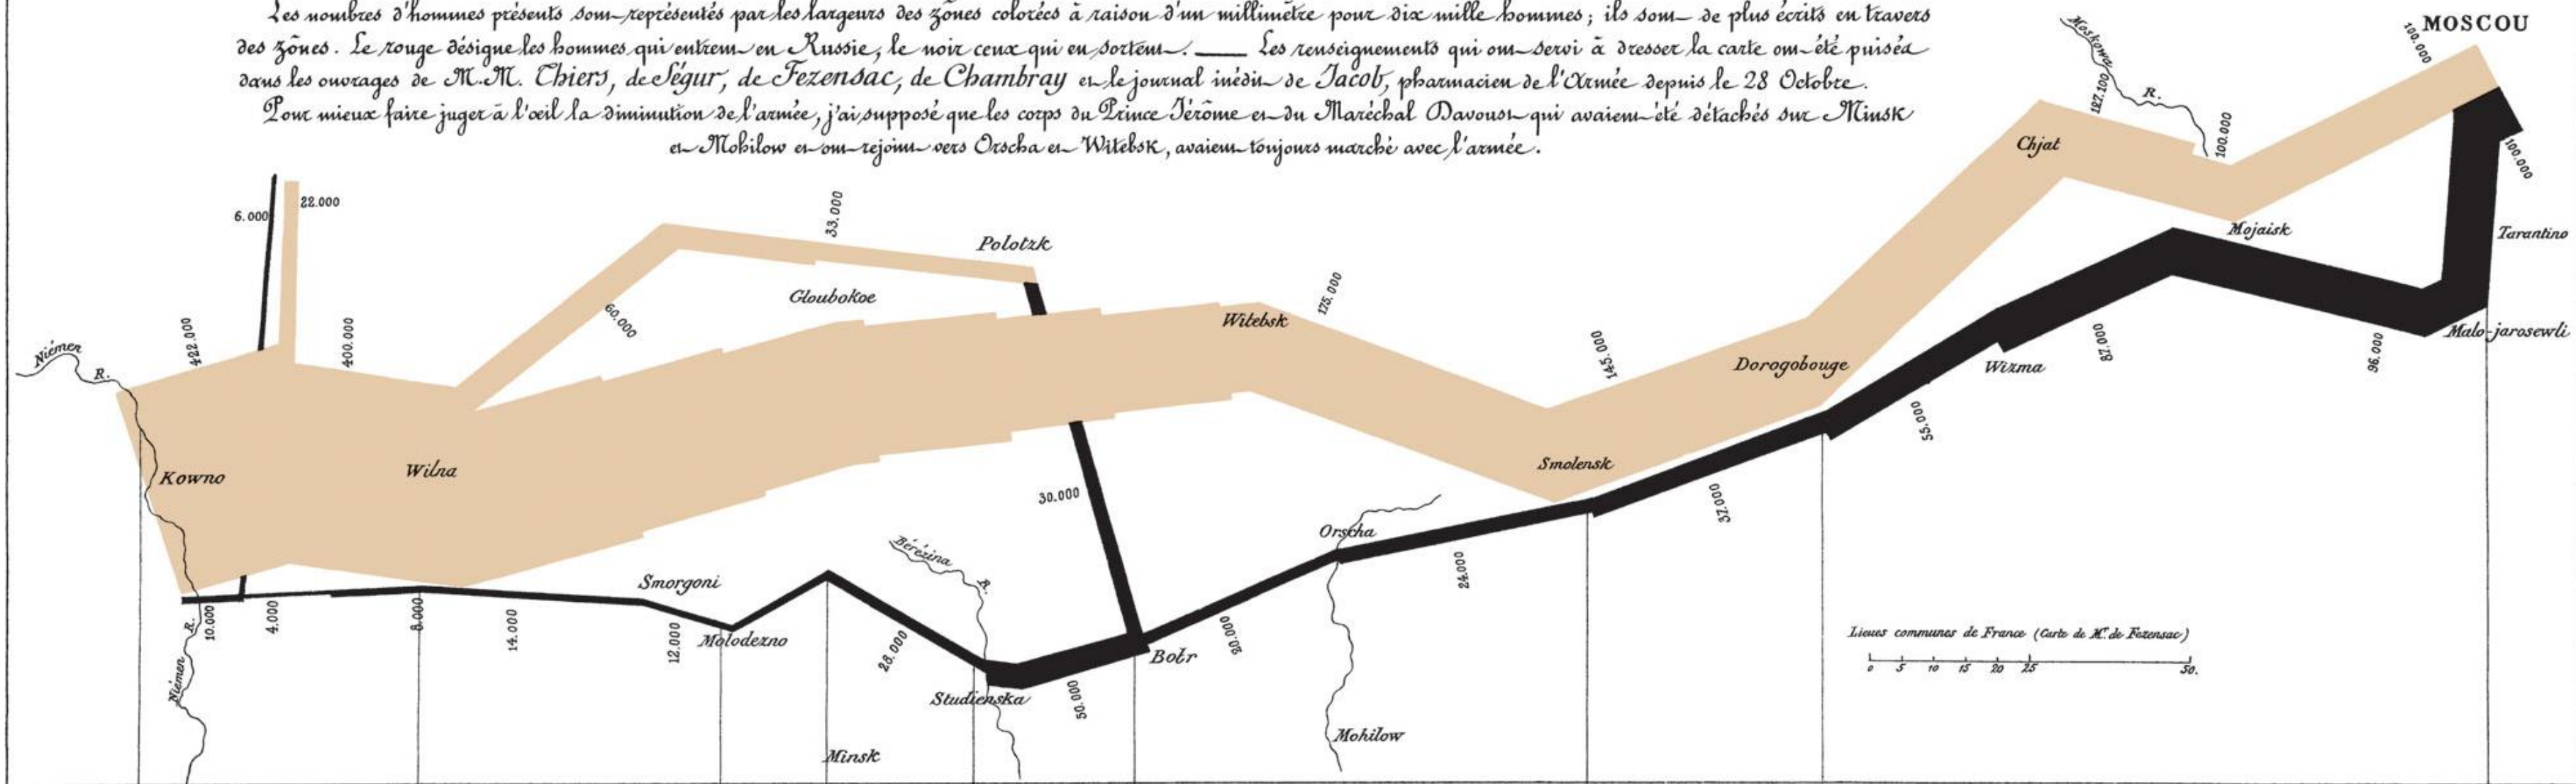 Les nombres d'hommes présents sont représentés par les largeurs des zônes colorées à raison d'un millimètre pour dix mille hommes; ils sont de plus écrits en travers
des zônes. Le rouge désigne les hommes qui entrent en Russie, le noir ceux qui en sortent. ___ Les renseignements qui ont servi à dresser la carte ont été puisés
dans les ouvrages de M.M. Thiers, de Ségur, de Fezensac, de Chambray et le journal inédit de Jacob, pharmacien de l'Armée depuis le 28 Octobre.
Pour mieux faire juger à l'œil la diminution de l'armée, j'ai supposé que les corps du Prince Jérôme et du Maréchal Davoust qui avaient été détachés sur Minsk
et Mohilow et ont rejoint vers Orscha et Witebsk, avaient toujours marché avec l'armée.
MOSCOU
100.000
Moskowa
R.
127.100
100.000
Chjat
100.000
Mojaisk
Tarantino
Malo-jarosewli
6.000
22.000
33.000
Polotzk
Gloubokoe
60.000
422.000
400.000
Niémen
R.
Witebsk
175.000
145.000
Dorogobouge
Wizma
87.000
96.000
55.000
Kowno
Wilna
Smolensk
37.000
30.000
Orscha
24.000
Bérézina
R.
Smorgoni
10.000
4.000
8.000
14.000
12.000
Molodezno
28.000
Studienska
50.000
Bobr
20.000
R.
Niémen
Minsk
Mohilow
Lieues communes de France (Carte de M. de Fezensac)
0 5 10 15 20 25 50.